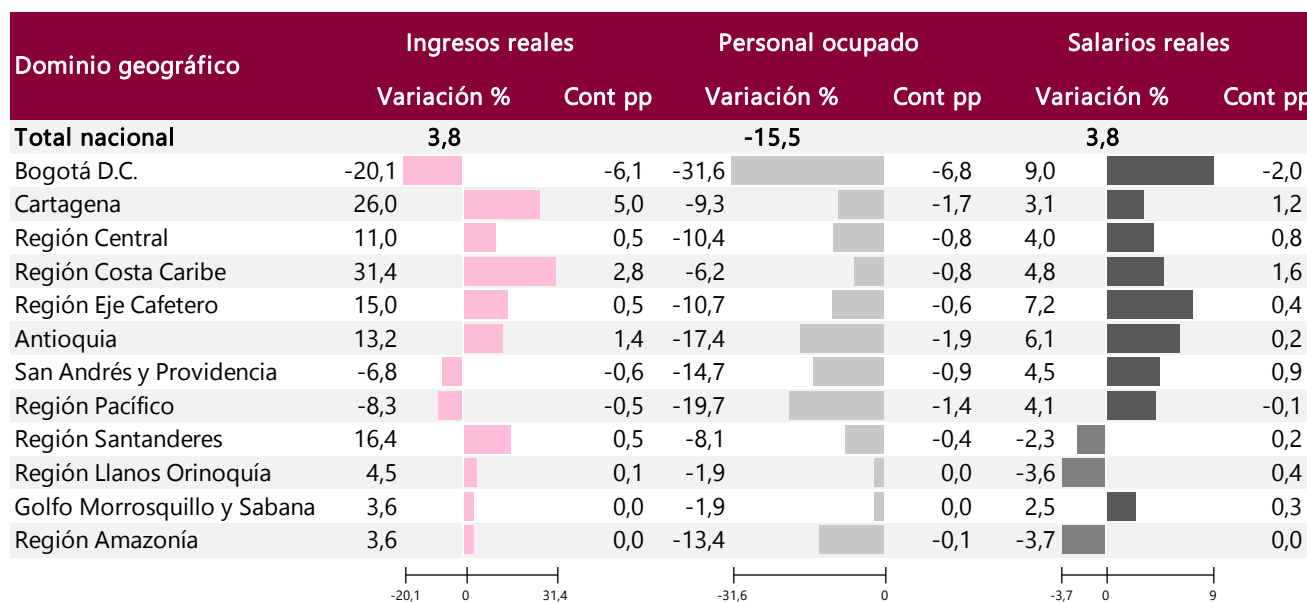 Dominio geográfico Ingresos reales Personal ocupado Salarios reales
Variación % Cont pp Variación % Cont pp Variación % Cont pp
Total nacional 3,8 -15,5 3,8
Bogotá D.C. -20,1 -6,1 -31,6 -6,8 9,0 -2,0
Cartagena 26,0 5,0 -9,3 -1,7 3,1 1,2
Región Central 11,0 0,5 -10,4 -0,8 4,0 0,8
Región Costa Caribe 31,4 2,8 -6,2 -0,8 4,8 1,6
Región Eje Cafetero 15,0 0,5 -10,7 -0,6 7,2 0,4
Antioquia 13,2 1,4 -17,4 -1,9 6,1 0,2
San Andrés y Providencia -6,8 -0,6 -14,7 -0,9 4,5 0,9
Región Pacífico -8,3 -0,5 -19,7 -1,4 4,1 -0,1
Región Santanderes 16,4 0,5 -8,1 -0,4 -2,3 0,2
Región Llanos Orinoquía 4,5 0,1 -1,9 0,0 -3,6 0,4
Golfo Morrosquillo y Sabana 3,6 0,0 -1,9 0,0 2,5 0,3
Región Amazonía 3,6 0,0 -13,4 -0,1 -3,7 0,0
-20,1 0 31,4 -31,6 0 -3,7 0 9